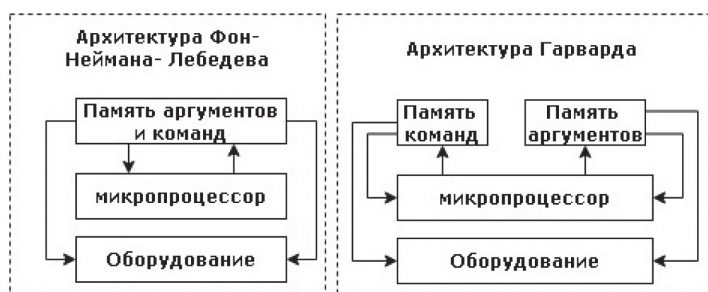 Архитектура Фон-
Неймана- Лебедева
Память аргументов
и команд
микропроцессор
Оборудование
Архитектура Гарварда
Память
команд
Память
аргументов
микропроцессор
Оборудование